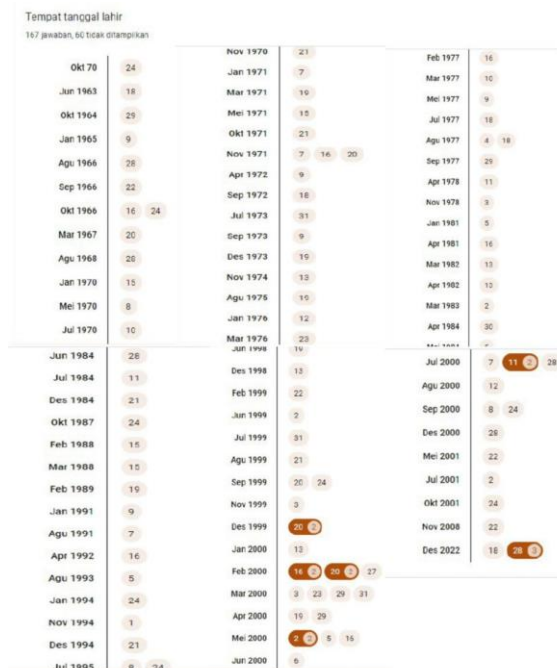 Tempat tanggal lahir
167 jawaban, 60 tidak ditampilkan
Okt 70 24
Jun 1963 18
Okt 1964 29
Jan 1965 9
Agu 1966 28
Sep 1966 22
Okt 1966 16 24
Mar 1967 20
Agu 1968 28
Jan 1970 15
Mei 1970 8
Jul 1970 10
Nov 1970 21
Jan 1971 7
Mar 1971 19
Mei 1971 15
Okt 1971 21
Nov 1971 7 16 20
Apr 1972 9
Sep 1972 18
Jul 1973 31
Sep 1973 9
Des 1973 19
Nov 1974 13
Agu 1975 19
Jan 1976 12
Mar 1976 23
Feb 1977 16
Mar 1977 10
Mei 1977 9
Jul 1977 18
Agu 1977 4 18
Sep 1977 29
Apr 1978 11
Nov 1978 3
Jan 1981 5
Apr 1981 16
Mar 1982 13
Apr 1982 13
Mar 1983 2
Apr 1984 30
Jun 1984 28
Jul 1984 11
Des 1984 21
Okt 1987 24
Feb 1988 15
Mar 1988 15
Feb 1989 19
Jan 1991 9
Agu 1991 7
Apr 1992 16
Agu 1993 5
Jan 1994 24
Nov 1994 1
Des 1994 21
Jul 1995 8 24
Jun 1998 19
Des 1998 13
Feb 1999 22
Jun 1999 2
Jul 1999 31
Agu 1999 21
Sep 1999 20 24
Nov 1999 3
Des 1999 20 2
Jan 2000 13
Feb 2000 16 2 20 2 27
Mar 2000 3 23 29 31
Apr 2000 19 29
Mei 2000 2 2 5 16
Jun 2000 6
Jul 2000 7 11 2 28
Agu 2000 12
Sep 2000 8 24
Des 2000 28
Mei 2001 22
Jul 2001 2
Okt 2001 24
Nov 2008 22
Des 2022 18 28 3